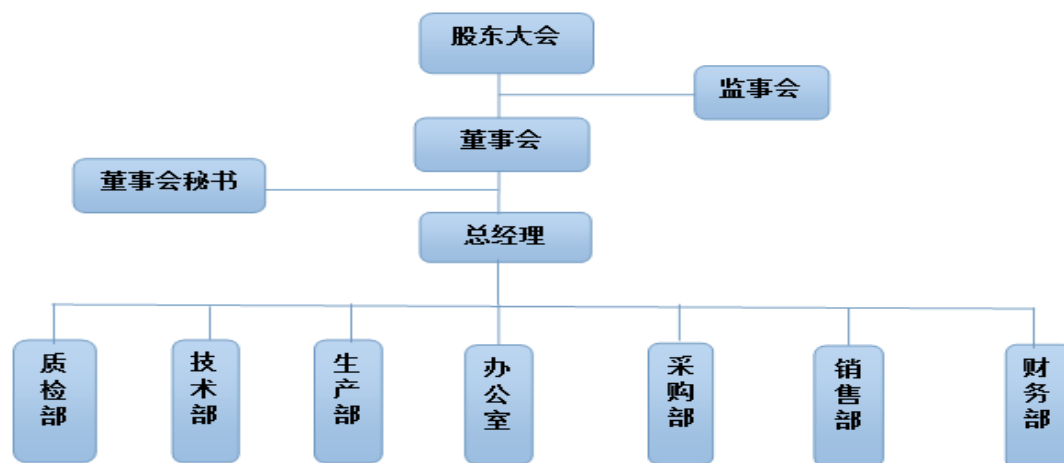 股东大会
监事会
董事会
董事会秘书
总经理
质检部
技术部
生产部
办公室
采购部
销售部
财务部